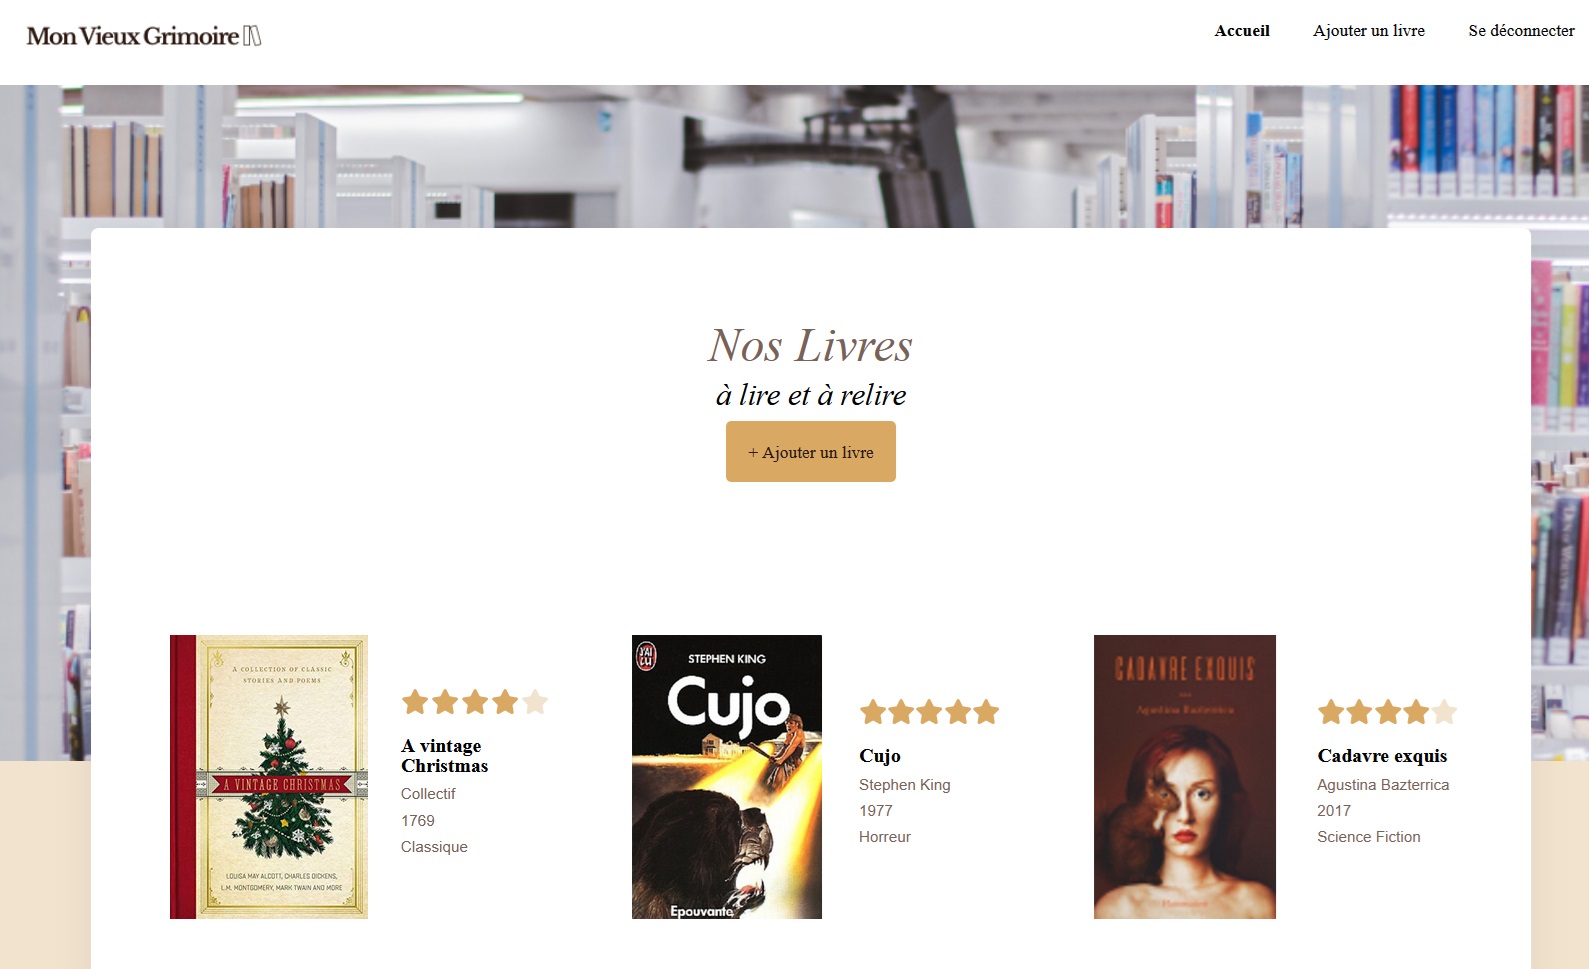 Mon Vieux Grimoire
Accueil
Ajouter un livre
Se déconnecter
Nos Livres
à lire et à relire
+ Ajouter un livre
A COLLECTION OF CLASSIC
STORIES AND POEMS
A VINTAGE CHRISTMAS
LOUISA MAY ALCOTT, CHARLES DICKENS,
L.M. MONTGOMERY, MARK TWAIN AND MORE
A vintage
Christmas
Collectif
1769
Classique
J'AI
LU
STEPHEN KING
Cujo
Epouvante
Cujo
Stephen King
1977
Horreur
CADAVRE EXQUIS
Agustina Bazterrica
Flammarion
Cadavre exquis
Agustina Bazterrica
2017
Science Fiction